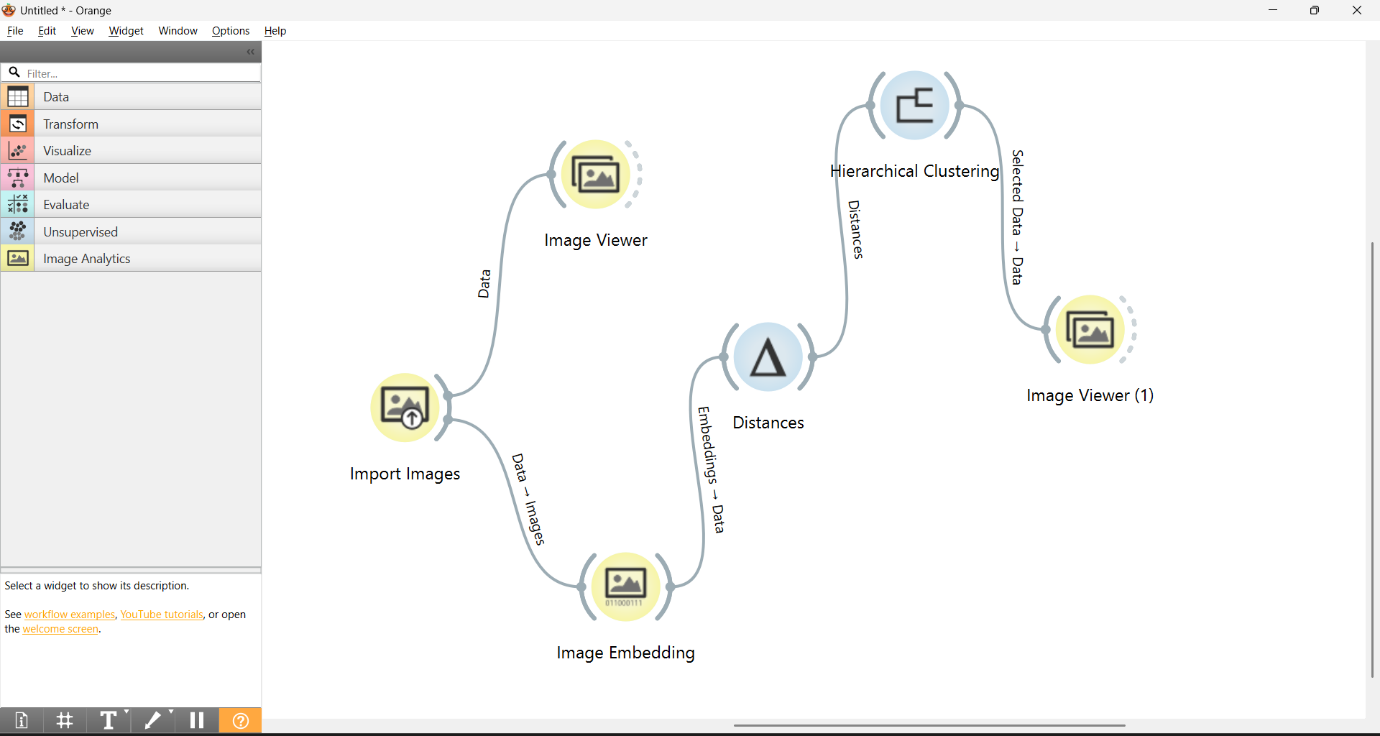 Untitled * - Orange
File Edit View Widget Window Options Help
Filter...
Data
Transform
Visualize
Model
Evaluate
Unsupervised
Image Analytics
Select a widget to show its description.
See workflow examples, YouTube tutorials, or open
the welcome screen.
Hierarchical Clustering
Selected Data → Data
Distances
Image Viewer
Data
Image Viewer (1)
Distances
Import Images
Embeddings → Data
Data → Images
011000111
Image Embedding